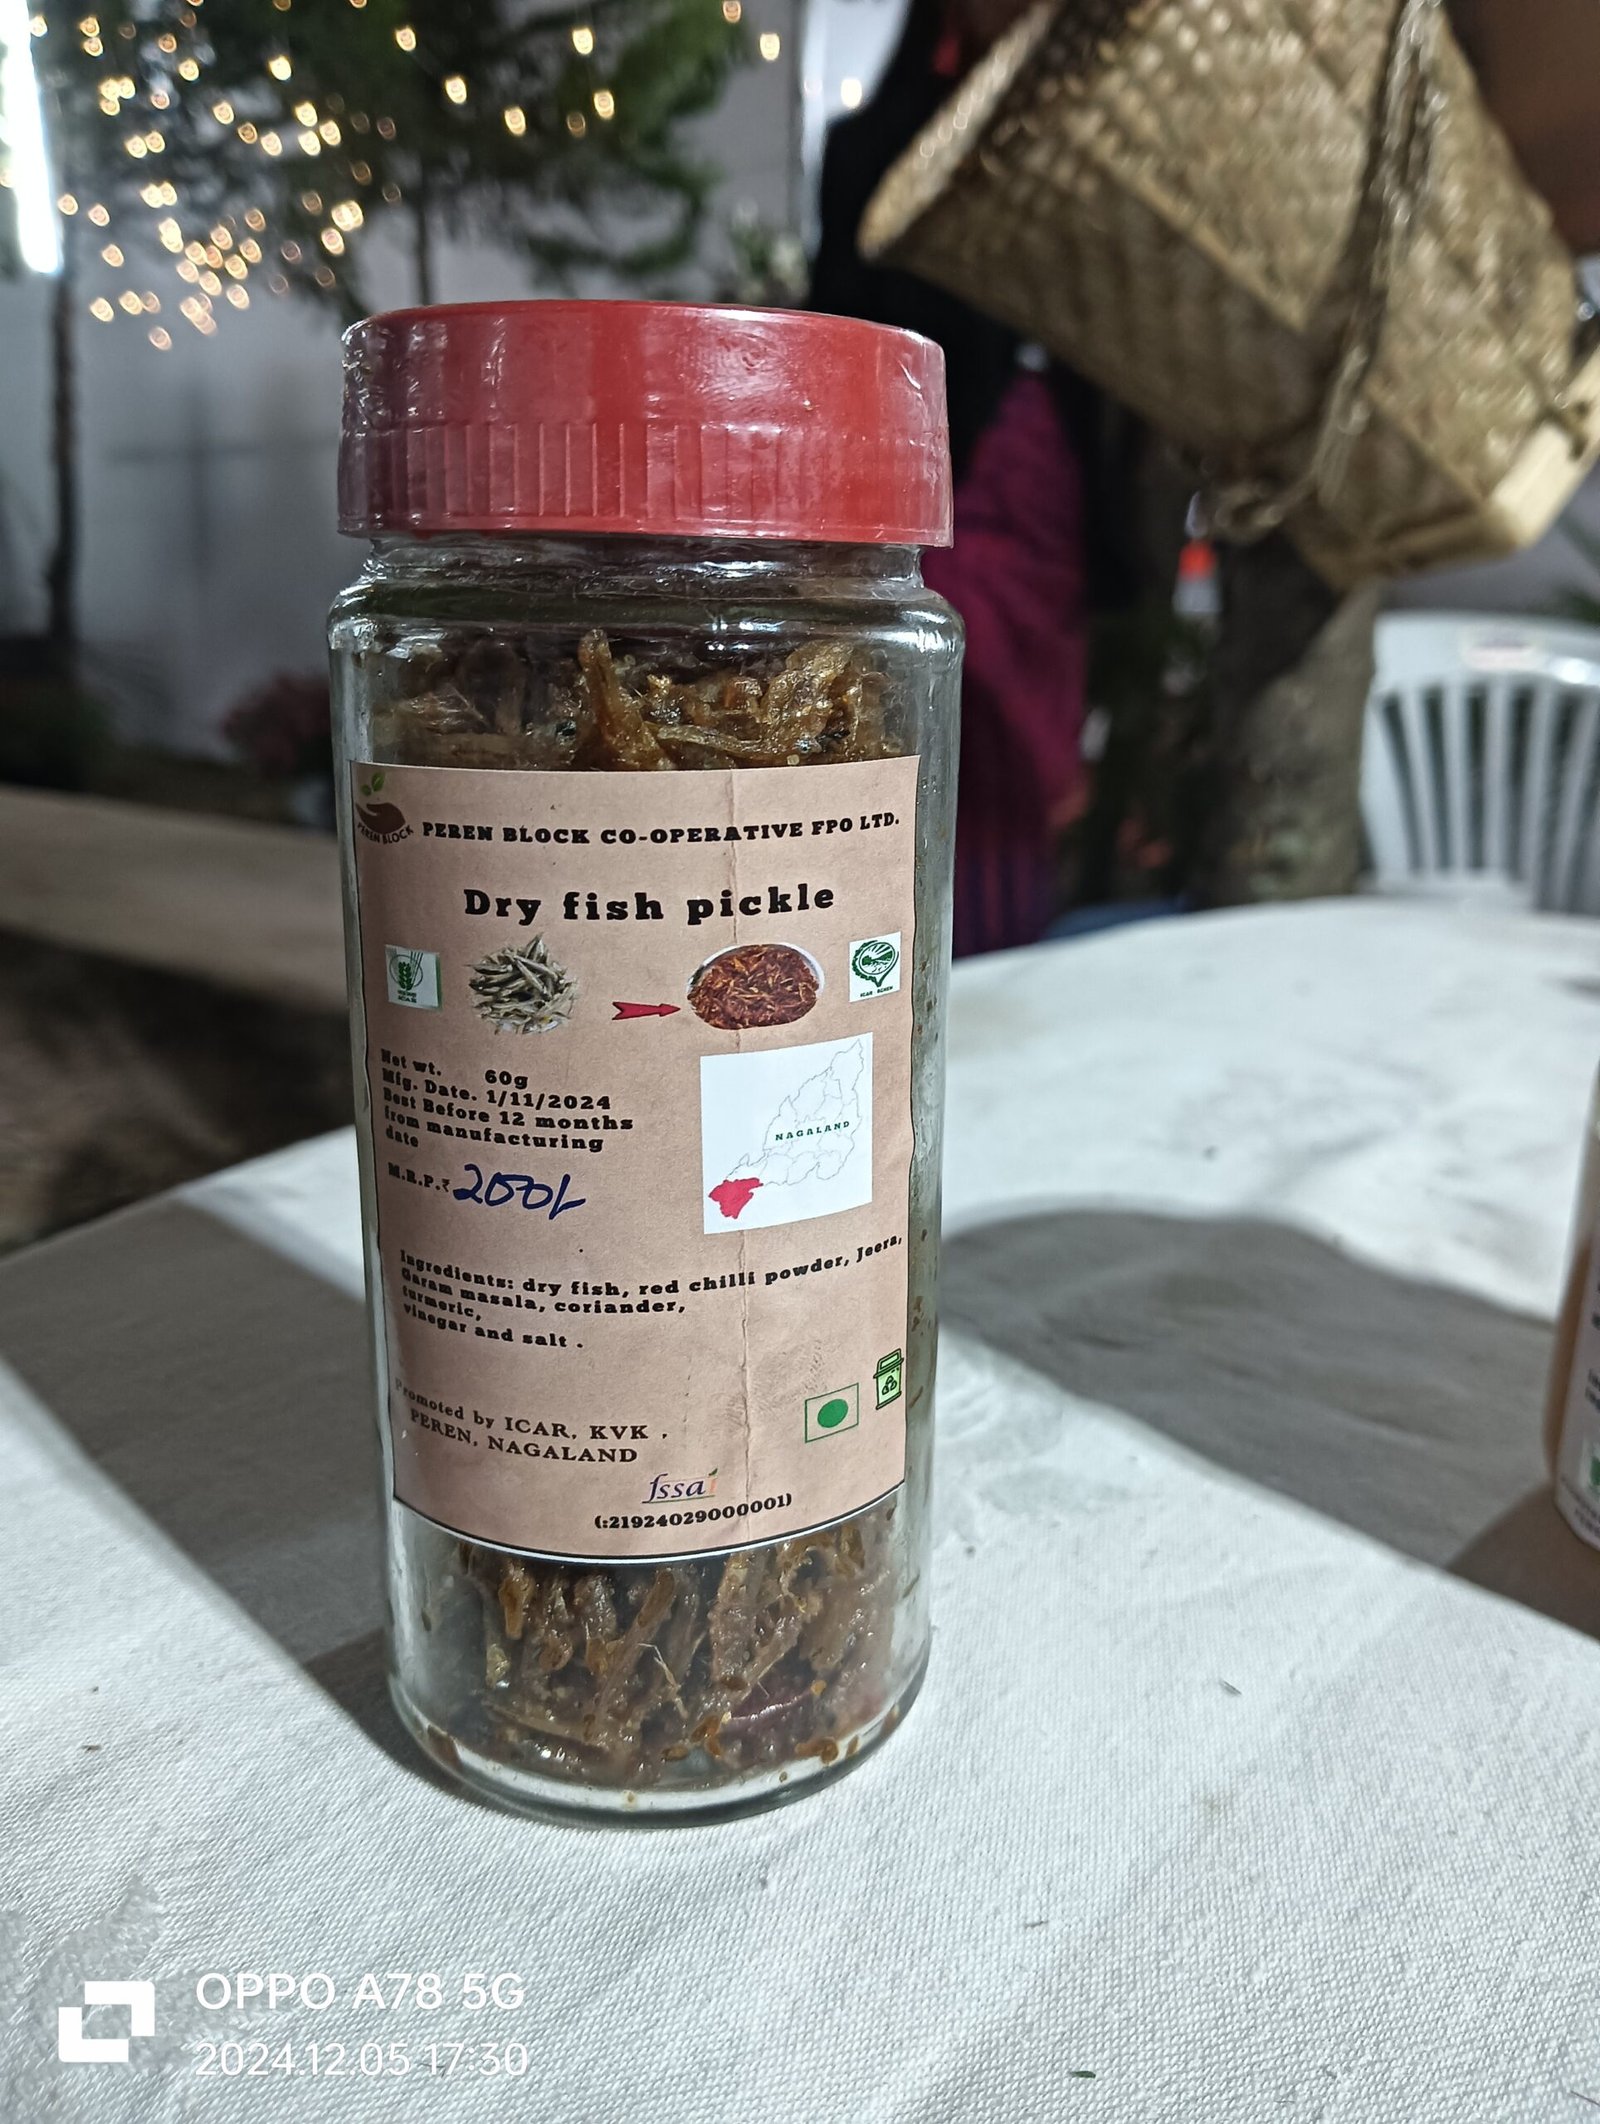 PEREN BLOCK
PEREN BLOCK CO-OPERATIVE FPO LTD.
Dry fish pickle
Net wt. 60g
Mfg. Date. 1/11/2024
Best Before 12 months
from manufacturing
date
M.R.P.₹ 200/-
NAGALAND
Ingredients: dry fish, red chilli powder, Jeera,
Garam masala, coriander,
turmeric,
vinegar and salt .
Promoted by ICAR, KVK .
PEREN, NAGALAND
fssai
(:21924029000001)
OPPO A78 5G
2024.12.05 17:30